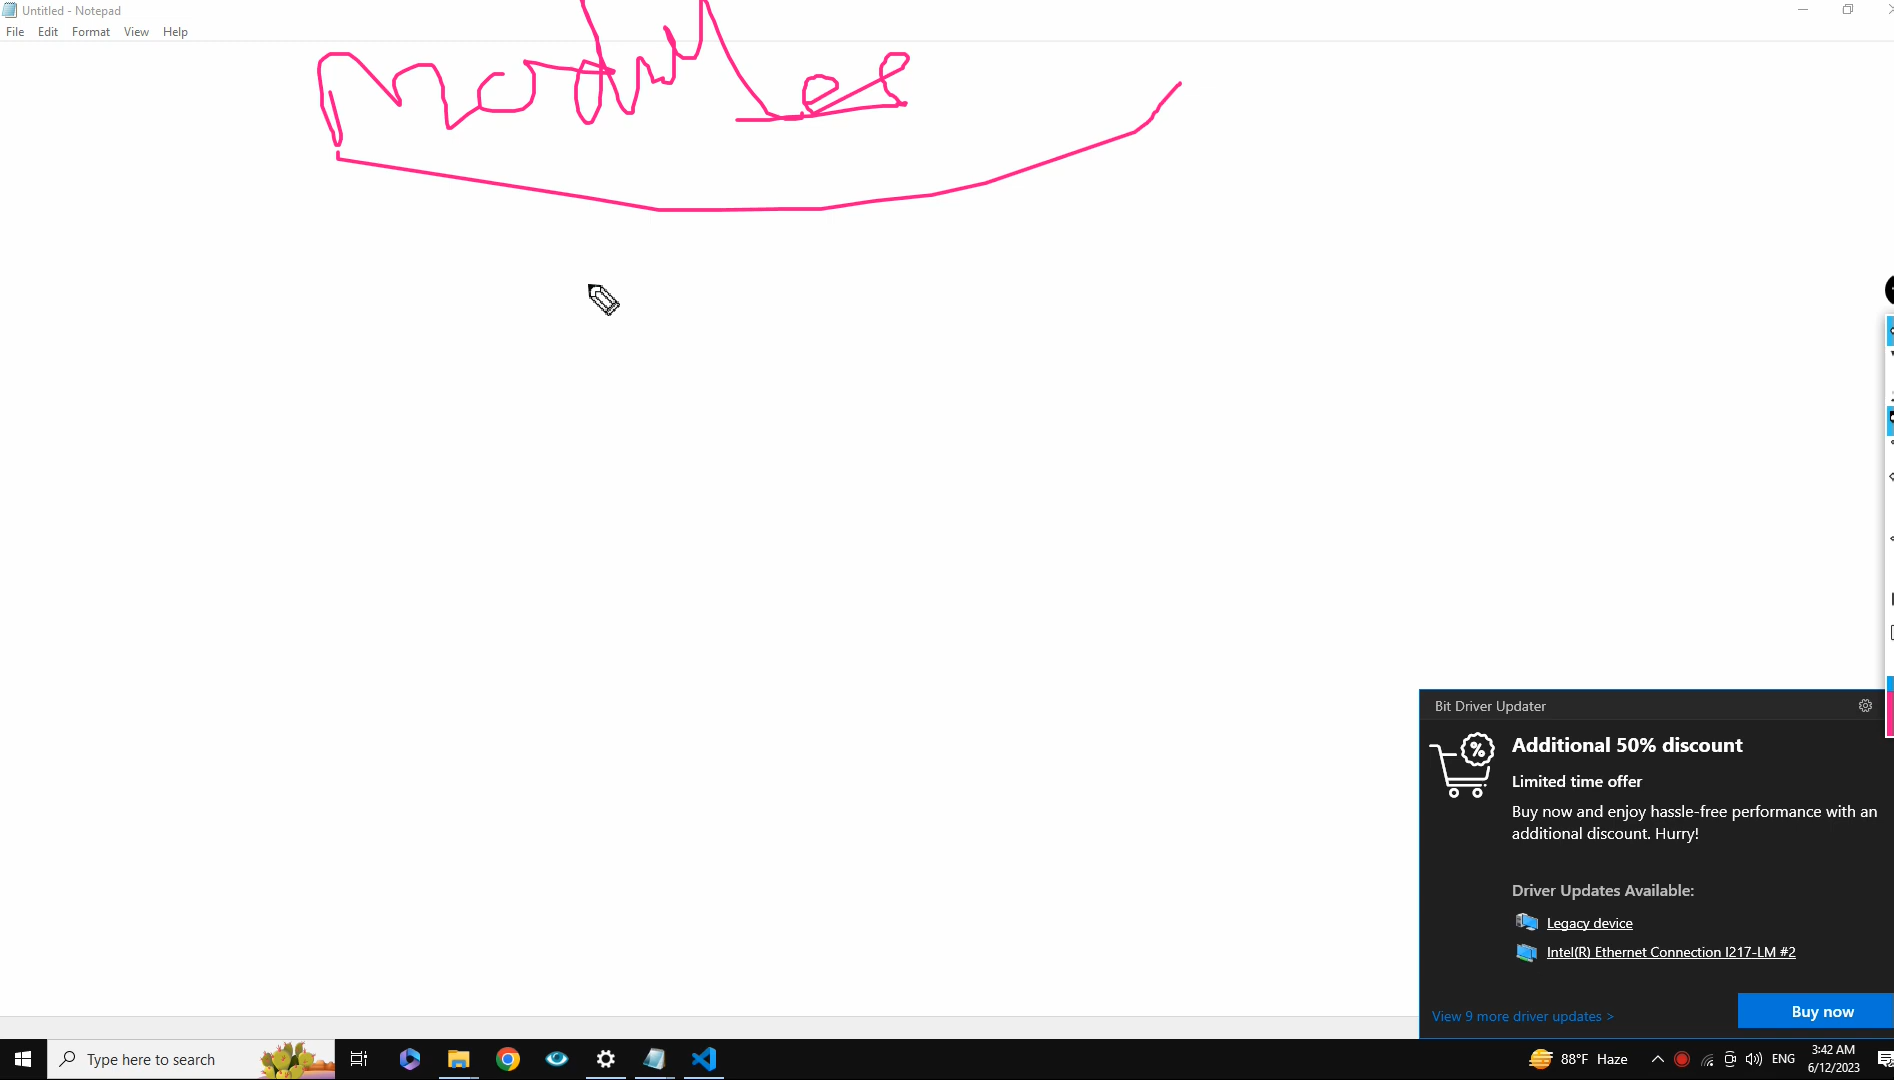 Untitled - Notepad
File Edit Format View Help
Modules
Bit Driver Updater
Additional 50% discount
Limited time offer
Buy now and enjoy hassle-free performance with an
additional discount. Hurry!
Driver Updates Available:
Legacy device
Intel(R) Ethernet Connection I217-LM #2
View 9 more driver updates >
Buy now
Type here to search
88°F Haze
ENG
3:42 AM
6/12/2023